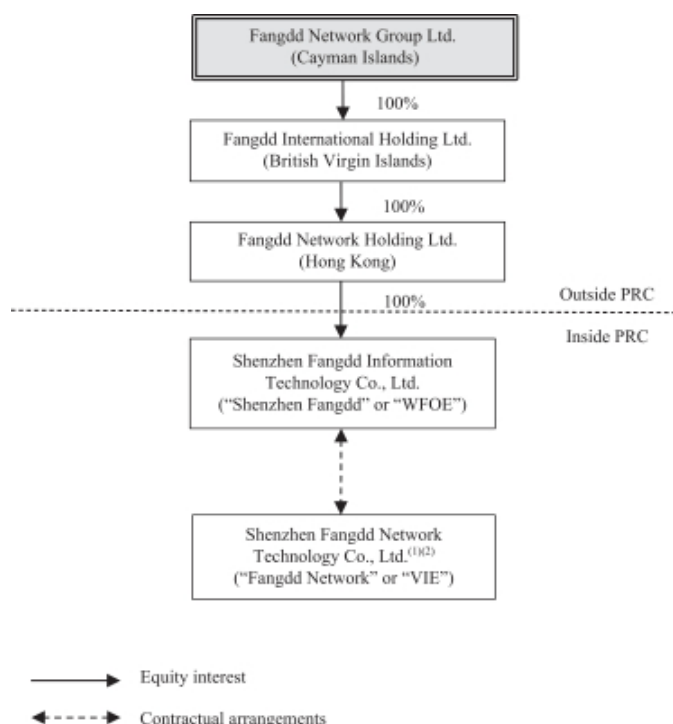 Fangdd Network Group Ltd.
(Cayman Islands)
100%
Fangdd International Holding Ltd.
(British Virgin Islands)
100%
Fangdd Network Holding Ltd.
(Hong Kong)
100%
Outside PRC
Inside PRC
Shenzhen Fangdd Information
Technology Co., Ltd.
(“Shenzhen Fangdd” or “WFOE”)
Shenzhen Fangdd Network
Technology Co., Ltd.(1)(2)
(“Fangdd Network” or “VIE”)
Equity interest
Contractual arrangements